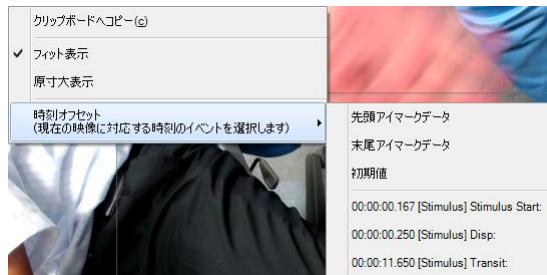 クリップボードへコピー(c)
フィット表示
原寸大表示
時刻オフセット
(現在の映像に対応する時刻のイベントを選択します)
先頭アイマークデータ
末尾アイマークデータ
初期値
00:00:00.167 [Stimulus] Stimulus Start:
00:00:00.250 [Stimulus] Disp:
00:00:11.650 [Stimulus] Transit: